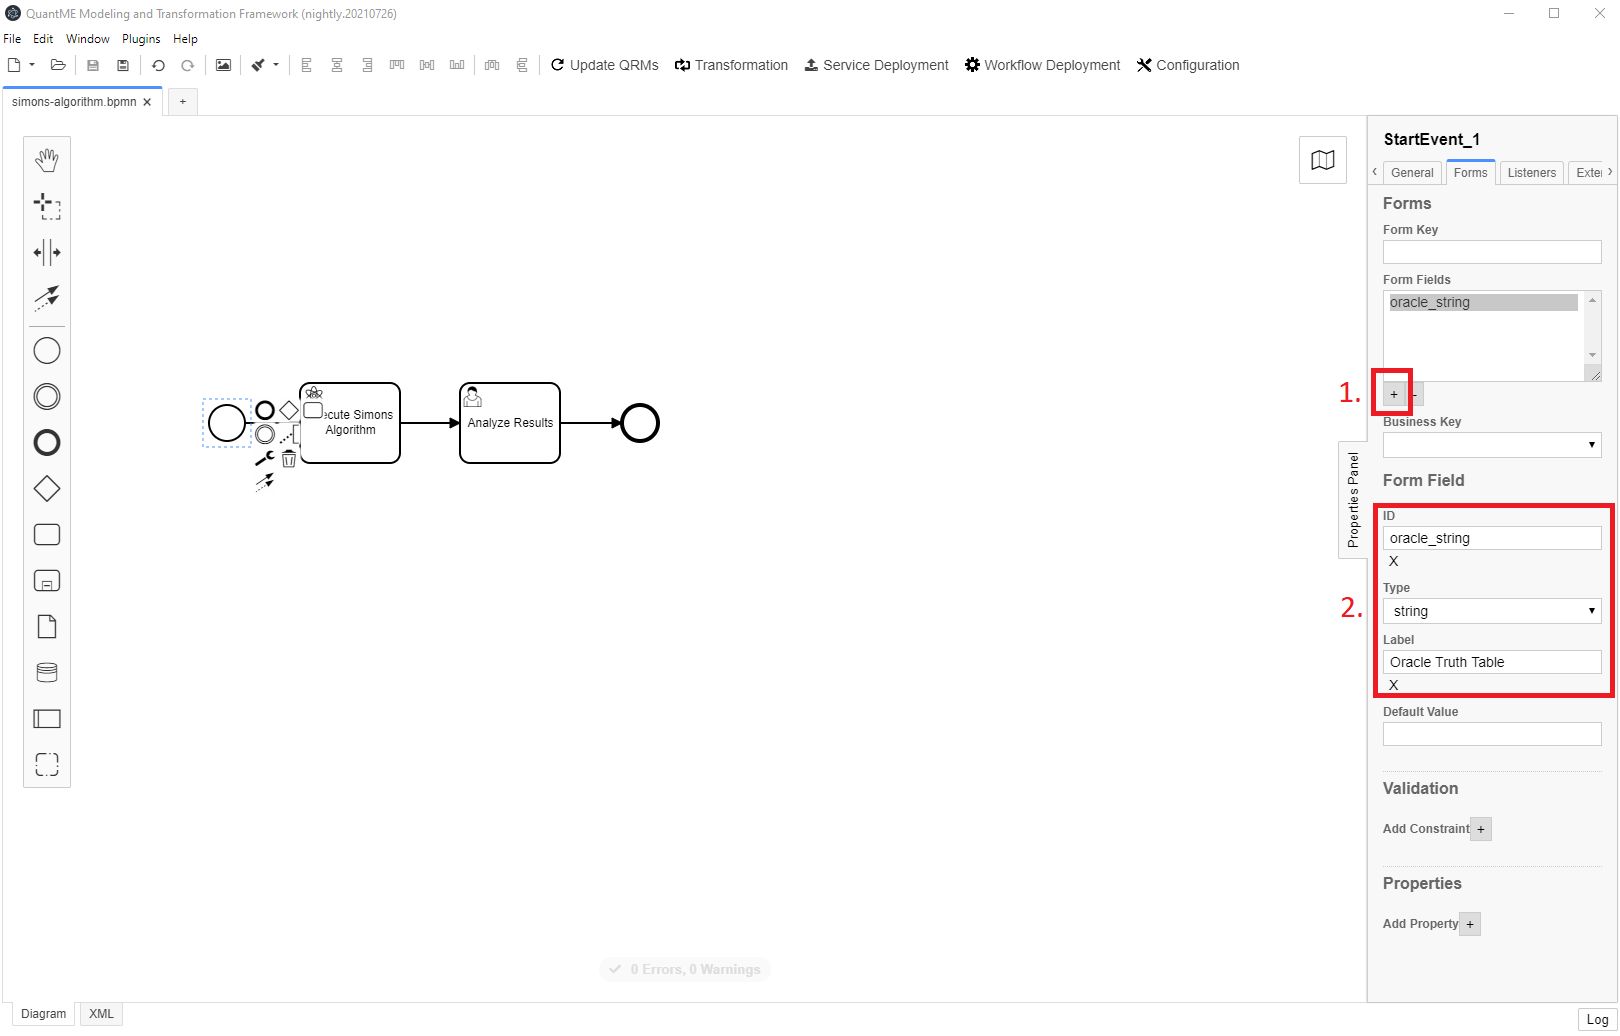 QuantME Modeling and Transformation Framework (nightly.20210726)
File Edit Window Plugins Help
Update QRMs Transformation Service Deployment Workflow Deployment Configuration
simons-algorithm.bpmn × +
StartEvent_1
‹ General Forms Listeners Exter ›
Forms
Form Key
Form Fields
oracle_string
1. + -
Business Key
Form Field
ID
oracle_string
X
Type
2. string
Label
Oracle Truth Table
X
Default Value
Validation
Add Constraint +
Properties
Add Property +
Properties Panel
ecute Simons
Algorithm
Analyze Results
0 Errors, 0 Warnings
Diagram XML
Log